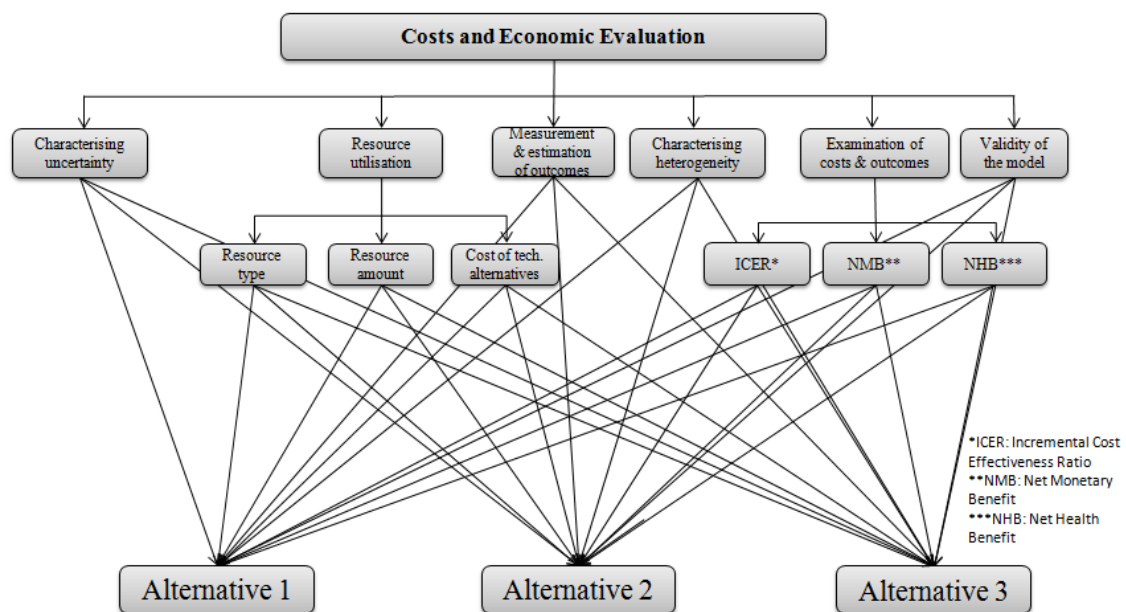 Costs and Economic Evaluation
Characterising
uncertainty
Resource
utilisation
Measurement
& estimation
of outcomes
Characterising
heterogeneity
Examination of
costs & outcomes
Validity of
the model
Resource
type
Resource
amount
Cost of tech.
alternatives
ICER*
NMB**
NHB***
*ICER: Incremental Cost
Effectiveness Ratio
**NMB: Net Monetary
Benefit
***NHB: Net Health
Benefit
Alternative 1
Alternative 2
Alternative 3